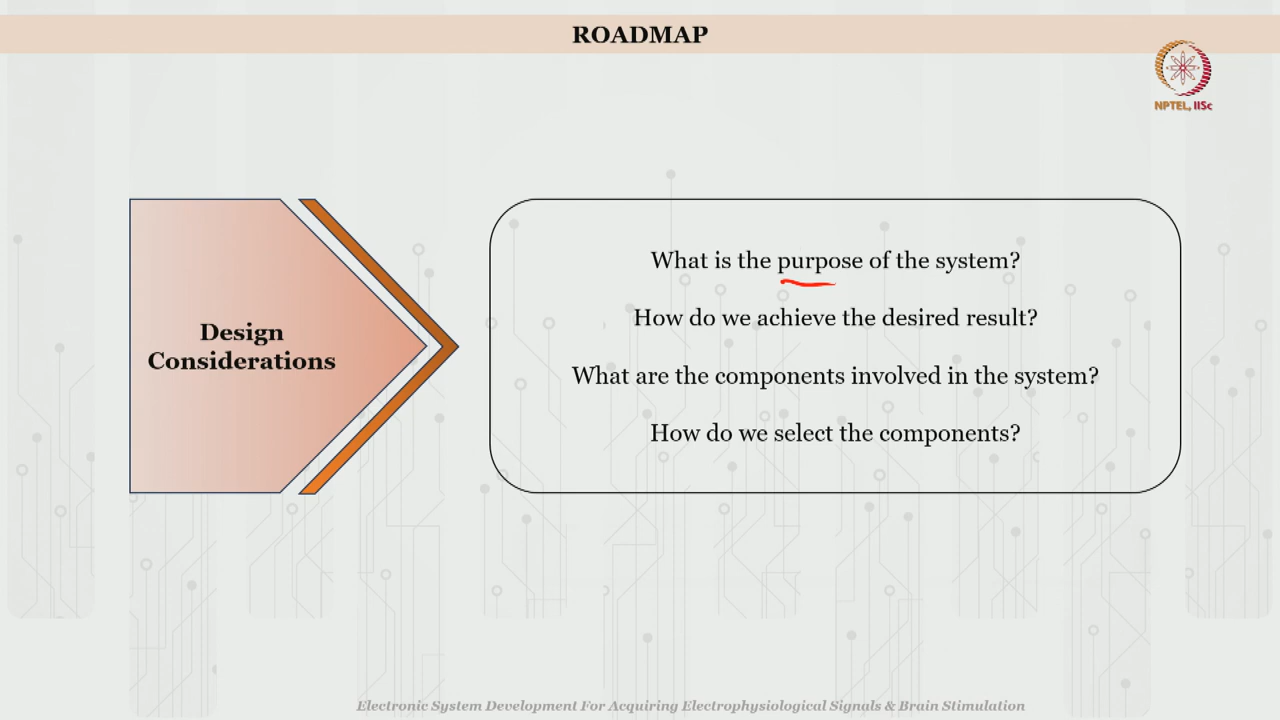 ROADMAP
NPTEL, IISc
Design
Considerations
What is the purpose of the system?
How do we achieve the desired result?
What are the components involved in the system?
How do we select the components?
Electronic System Development For Acquiring Electrophysiological Signals & Brain Stimulation